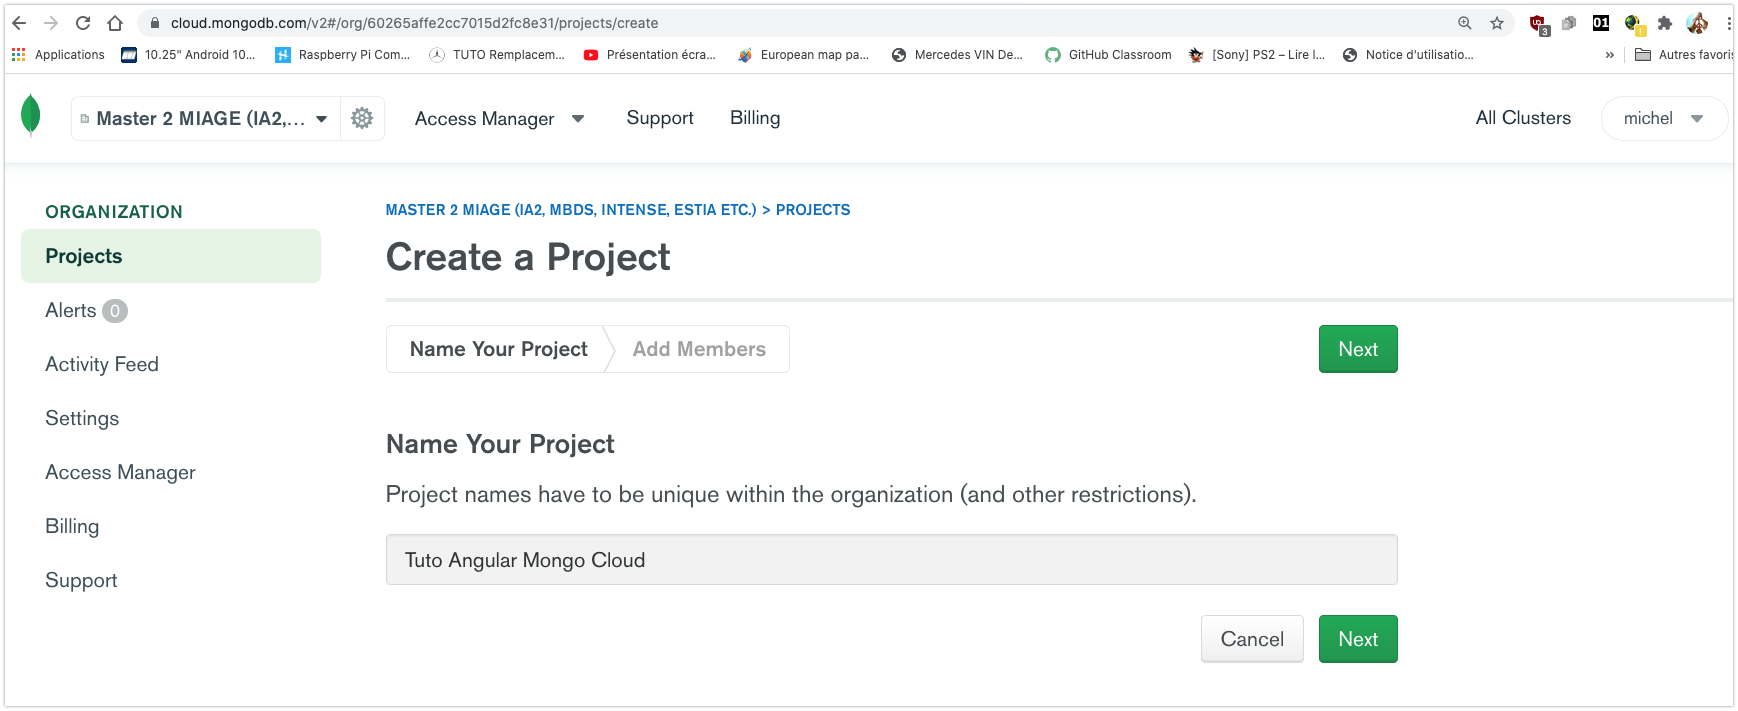 cloud.mongodb.com/v2#/org/60265affe2cc7015d2fc8e31/projects/create
3
01
!
Applications
10.25" Android 10...
Raspberry Pi Com...
TUTO Remplacem...
Présentation écra...
European map pa...
Mercedes VIN De...
GitHub Classroom
[Sony] PS2 – Lire l...
Notice d'utilisatio...
»
Autres favoris
Master 2 MIAGE (IA2,...
Access Manager
Support
Billing
All Clusters
michel
ORGANIZATION
Projects
Alerts 0
Activity Feed
Settings
Access Manager
Billing
Support
MASTER 2 MIAGE (IA2, MBDS, INTENSE, ESTIA ETC.) > PROJECTS
Create a Project
Name Your Project
Add Members
Next
Name Your Project
Project names have to be unique within the organization (and other restrictions).
Tuto Angular Mongo Cloud
Cancel
Next